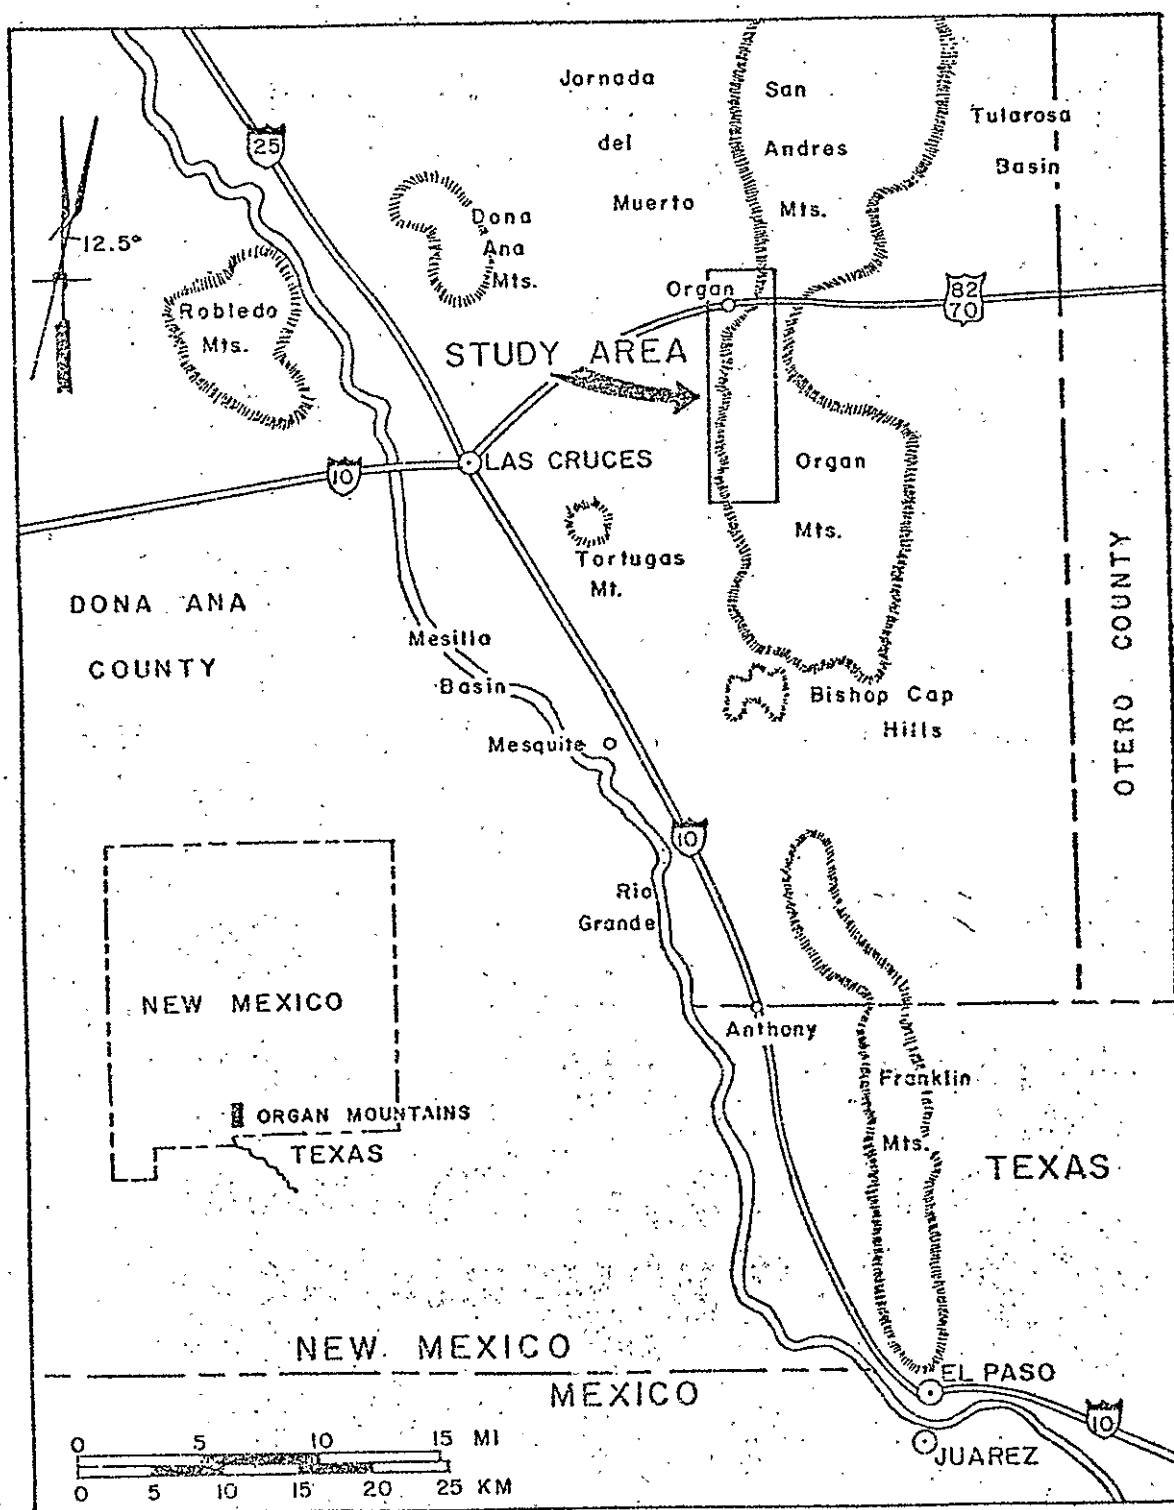 Jornada
del
Muerto
San
Andres
Mts.
Tularosa
Basin
25
12.5°
Dona
Ana
Mts.
Robledo
Mts.
Organ
82
70
STUDY AREA
10
LAS CRUCES
Organ
Mts.
Tortugas
Mt.
DONA ANA
COUNTY
OTERO COUNTY
Mesilla
Basin
Bishop Cap
Hills
Mesquite
10
Rio
Grande
NEW MEXICO
Anthony
Franklin
Mts.
ORGAN MOUNTAINS
TEXAS
TEXAS
NEW MEXICO
MEXICO
EL PASO
10
JUAREZ
0 5 10 15 MI
0 5 10 15 20 25 KM